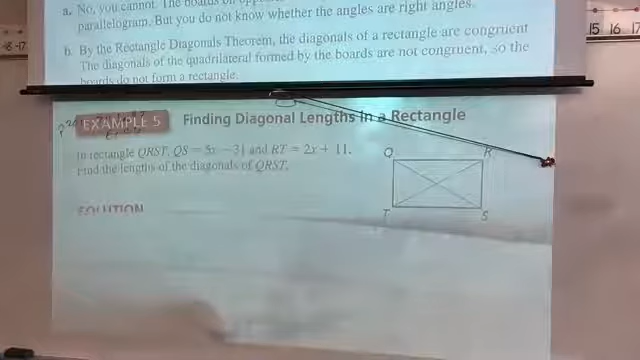 a. No, you cannot. The boards on
parallelogram. But you do not know whether the angles are right angles.
b. By the Rectangle Diagonals Theorem, the diagonals of a rectangle are congruent
The diagonals of the quadrilateral formed by the boards are not congruent, so the
boards do not form a rectangle.
EXAMPLE 5 Finding Diagonal Lengths in a Rectangle
In rectangle QRST, QS = 5x − 31 and RT = 2x + 11.
Find the lengths of the diagonals of QRST.
Q R
T S
SOLUTION
15 16 17